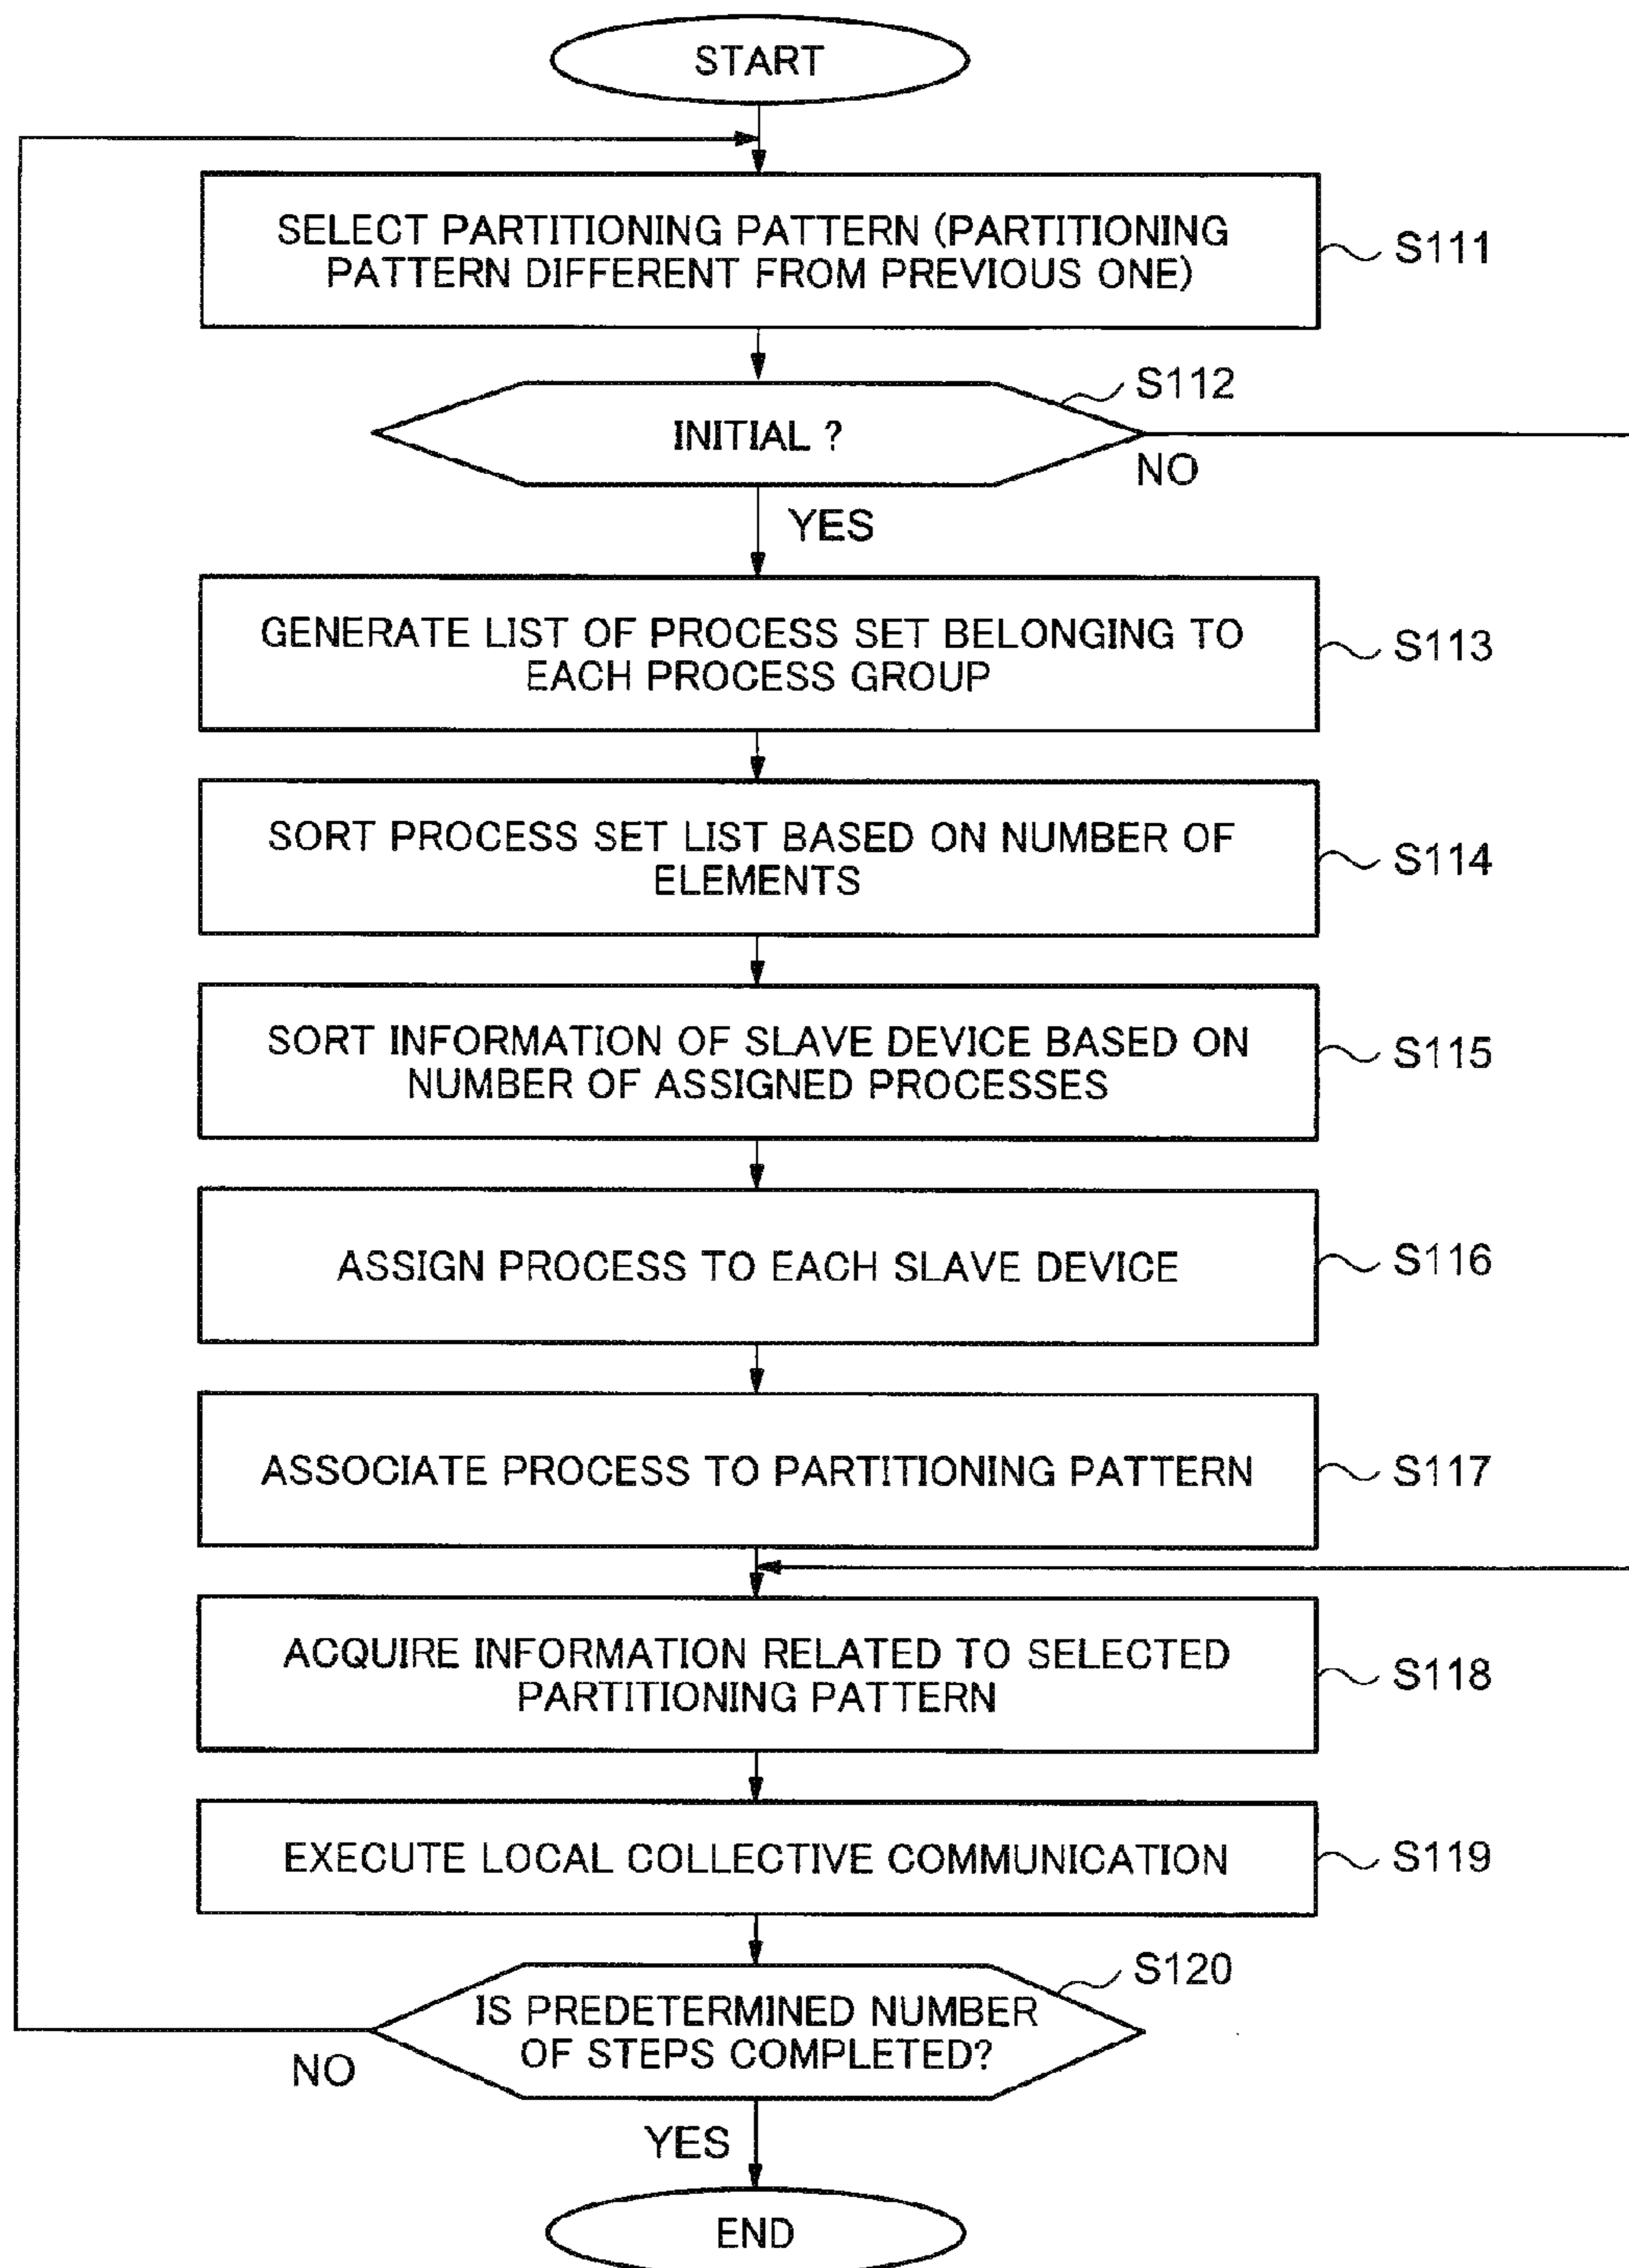 START
SELECT PARTITIONING PATTERN (PARTITIONING
PATTERN DIFFERENT FROM PREVIOUS ONE)
S111
S112
INITIAL ?
NO
YES
GENERATE LIST OF PROCESS SET BELONGING TO
EACH PROCESS GROUP
S113
SORT PROCESS SET LIST BASED ON NUMBER OF
ELEMENTS
S114
SORT INFORMATION OF SLAVE DEVICE BASED ON
NUMBER OF ASSIGNED PROCESSES
S115
ASSIGN PROCESS TO EACH SLAVE DEVICE
S116
ASSOCIATE PROCESS TO PARTITIONING PATTERN
S117
ACQUIRE INFORMATION RELATED TO SELECTED
PARTITIONING PATTERN
S118
EXECUTE LOCAL COLLECTIVE COMMUNICATION
S119
S120
IS PREDETERMINED NUMBER
OF STEPS COMPLETED?
NO
YES
END